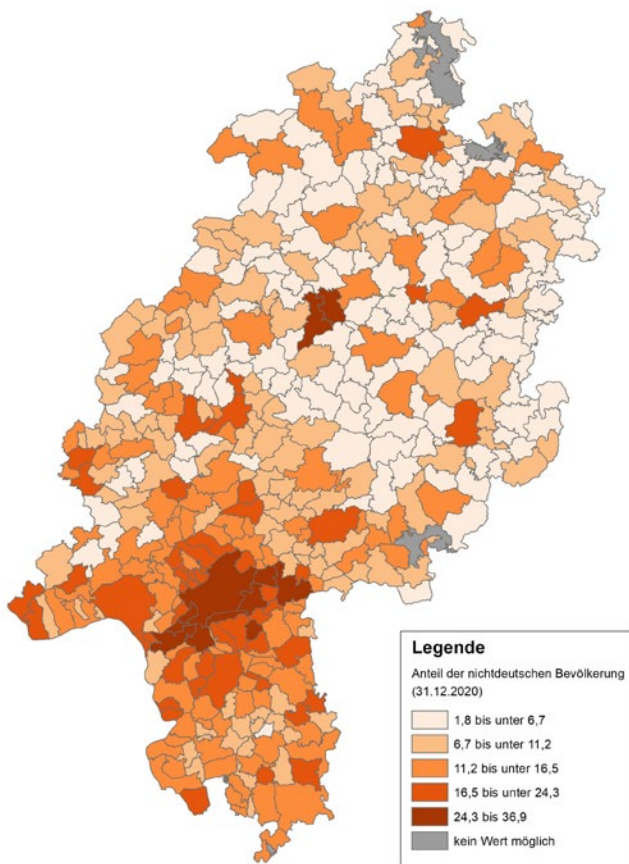 Legende
Anteil der nichtdeutschen Bevölkerung
(31.12.2020)
1,8 bis unter 6,7
6,7 bis unter 11,2
11,2 bis unter 16,5
16,5 bis unter 24,3
24,3 bis 36,9
kein Wert möglich